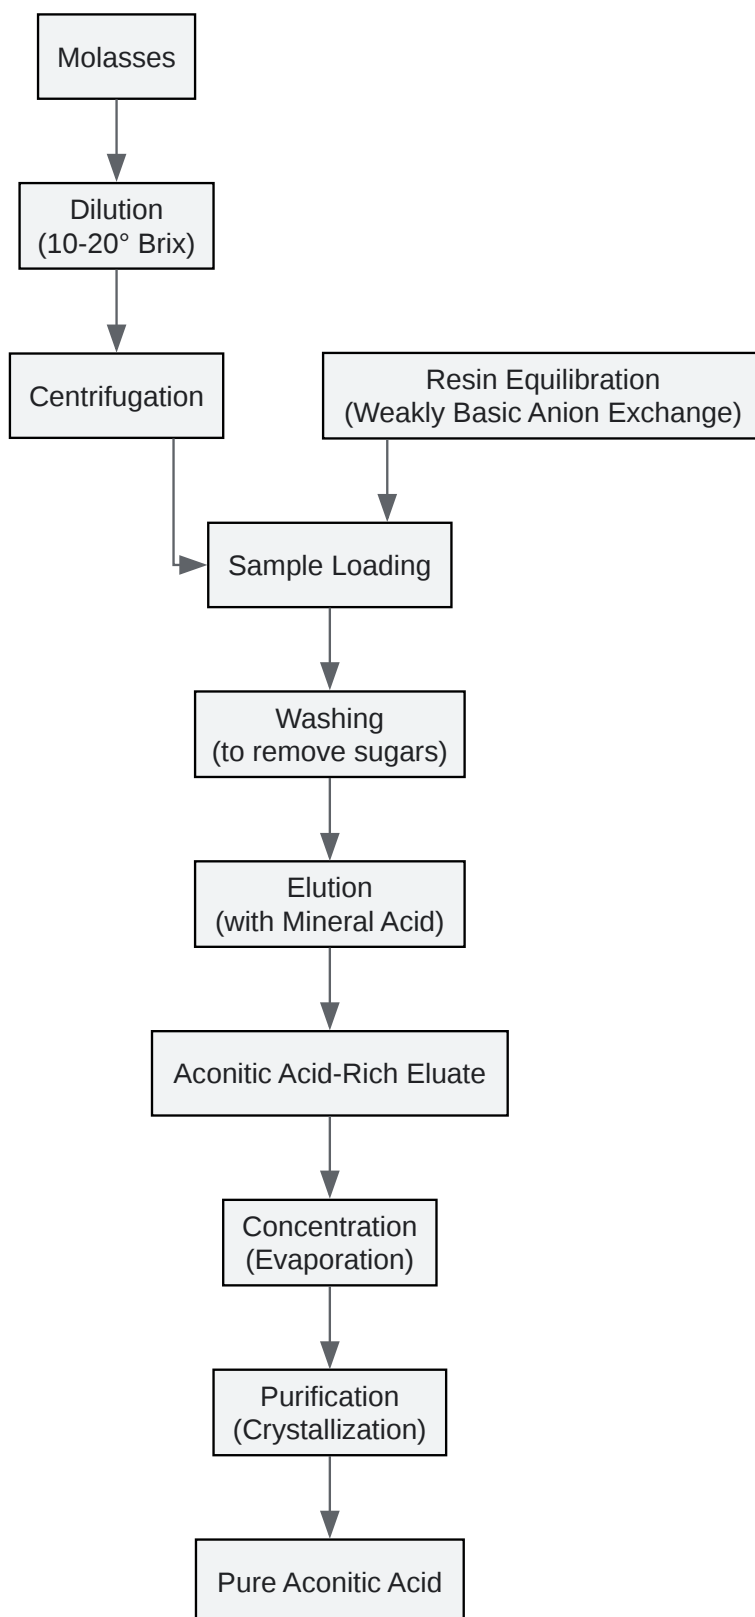 Molasses
Dilution
(10-20° Brix)
Centrifugation
Resin Equilibration
(Weakly Basic Anion Exchange)
Sample Loading
Washing
(to remove sugars)
Elution
(with Mineral Acid)
Aconitic Acid-Rich Eluate
Concentration
(Evaporation)
Purification
(Crystallization)
Pure Aconitic Acid